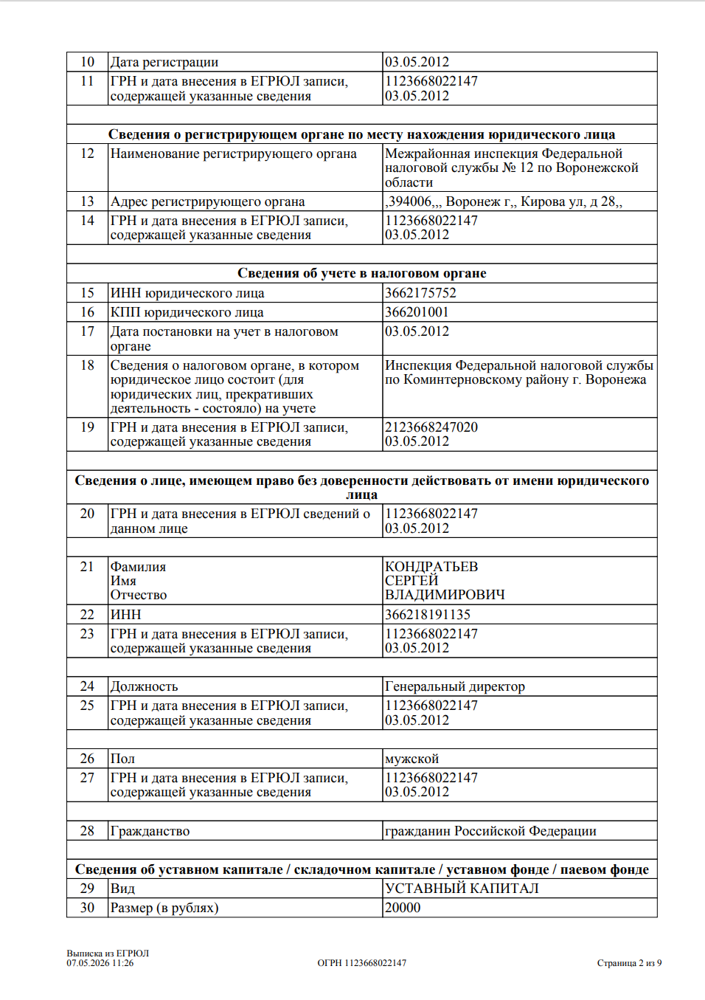 10 Дата регистрации 03.05.2012
11 ГРН и дата внесения в ЕГРЮЛ записи, 1123668022147
содержащей указанные сведения 03.05.2012
Сведения о регистрирующем органе по месту нахождения юридического лица
12 Наименование регистрирующего органа Межрайонная инспекция Федеральной
налоговой службы № 12 по Воронежской
области
13 Адрес регистрирующего органа ,394006,,, Воронеж г,, Кирова ул, д 28,,
14 ГРН и дата внесения в ЕГРЮЛ записи, 1123668022147
содержащей указанные сведения 03.05.2012
Сведения об учете в налоговом органе
15 ИНН юридического лица 3662175752
16 КПП юридического лица 366201001
17 Дата постановки на учет в налоговом 03.05.2012
органе
18 Сведения о налоговом органе, в котором Инспекция Федеральной налоговой службы
юридическое лицо состоит (для по Коминтерновскому району г. Воронежа
юридических лиц, прекративших
деятельность - состояло) на учете
19 ГРН и дата внесения в ЕГРЮЛ записи, 2123668247020
содержащей указанные сведения 03.05.2012
Сведения о лице, имеющем право без доверенности действовать от имени юридического
лица
20 ГРН и дата внесения в ЕГРЮЛ сведений о 1123668022147
данном лице 03.05.2012
21 Фамилия КОНДРАТЬЕВ
Имя СЕРГЕЙ
Отчество ВЛАДИМИРОВИЧ
22 ИНН 366218191135
23 ГРН и дата внесения в ЕГРЮЛ записи, 1123668022147
содержащей указанные сведения 03.05.2012
24 Должность Генеральный директор
25 ГРН и дата внесения в ЕГРЮЛ записи, 1123668022147
содержащей указанные сведения 03.05.2012
26 Пол мужской
27 ГРН и дата внесения в ЕГРЮЛ записи, 1123668022147
содержащей указанные сведения 03.05.2012
28 Гражданство гражданин Российской Федерации
Сведения об уставном капитале / складочном капитале / уставном фонде / паевом фонде
29 Вид УСТАВНЫЙ КАПИТАЛ
30 Размер (в рублях) 20000
Выписка из ЕГРЮЛ
07.05.2026 11:26 ОГРН 1123668022147 Страница 2 из 9